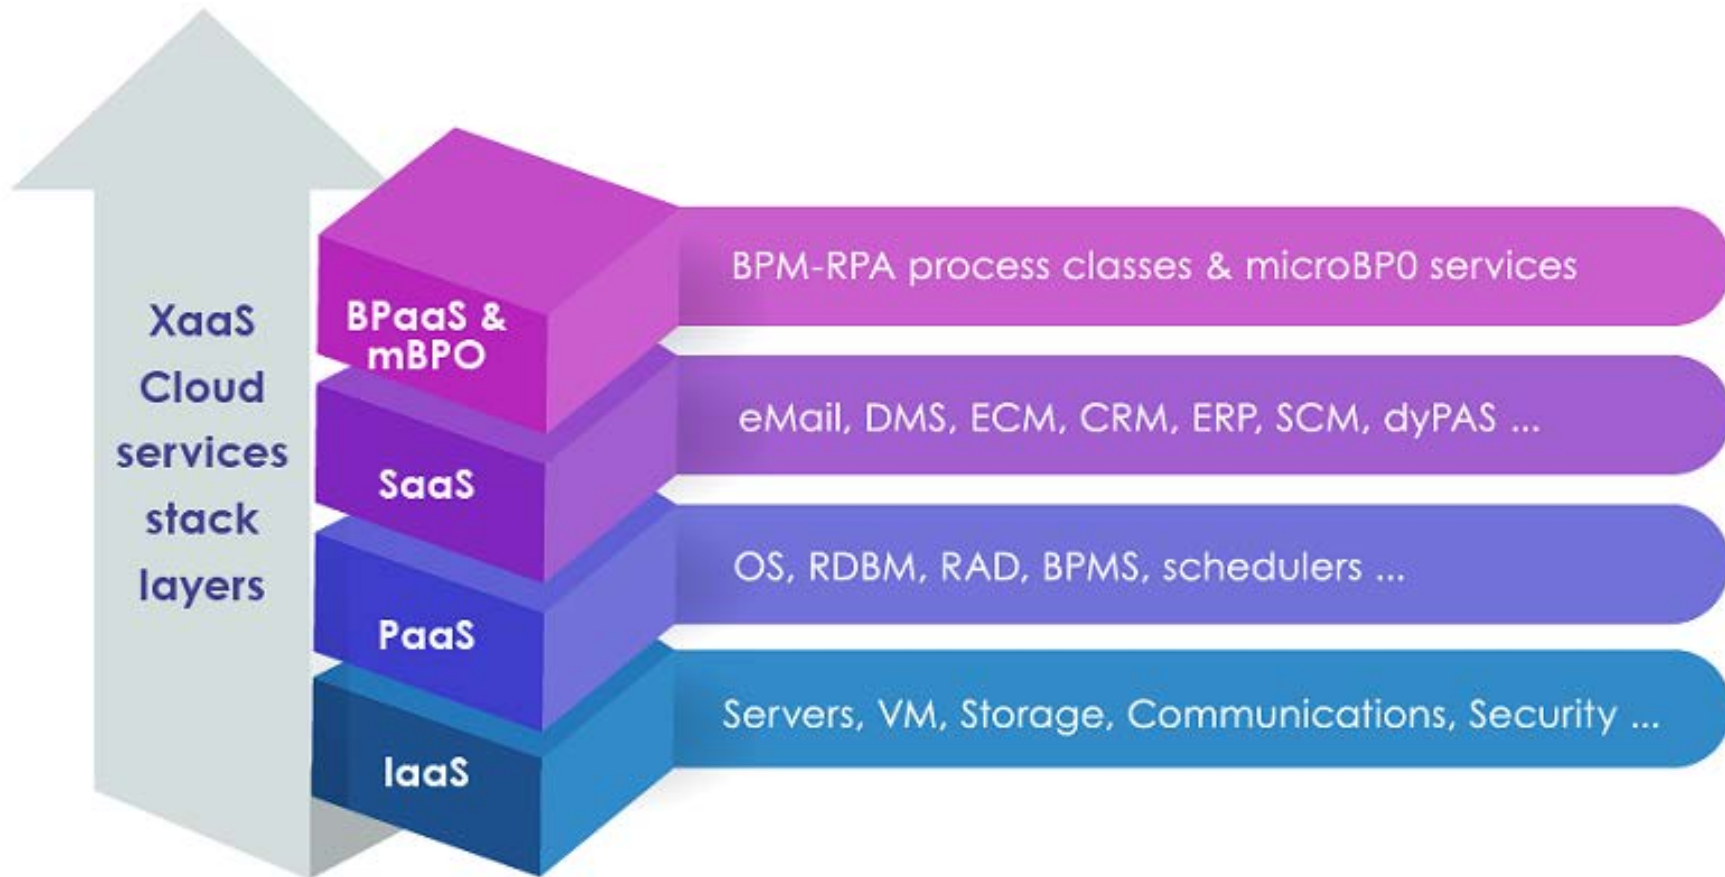 XaaS
Cloud
services
stack
layers
BPaaS &
mBPO
BPM-RPA process classes & microBP0 services
SaaS
eMail, DMS, ECM, CRM, ERP, SCM, dyPAS ...
PaaS
OS, RDBM, RAD, BPMS, schedulers ...
IaaS
Servers, VM, Storage, Communications, Security ...